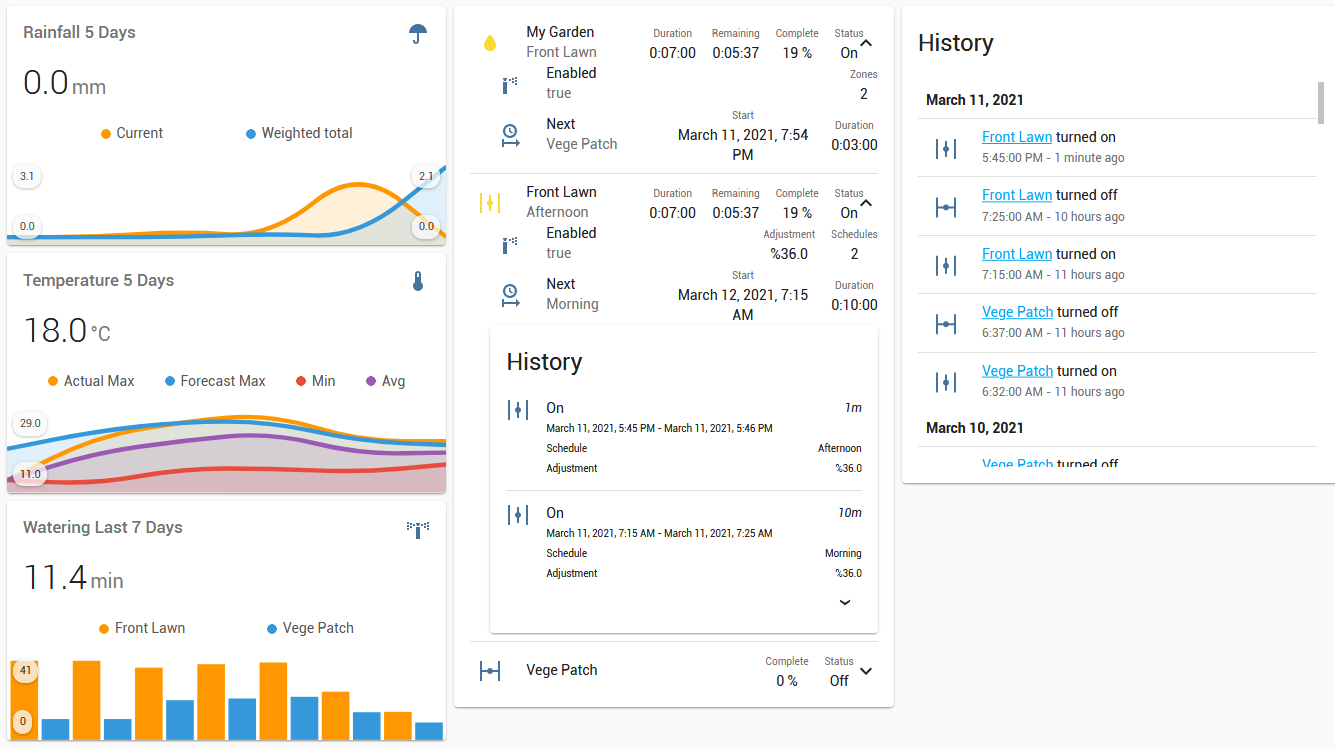 Rainfall 5 Days
0.0 mm
Current
Weighted total
3.1
2.1
0.0
0.0
Temperature 5 Days
18.0 °C
Actual Max
Forecast Max
Min
Avg
29.0
11.0
Watering Last 7 Days
11.4 min
Front Lawn
Vege Patch
41
0
My Garden
Front Lawn
Duration
0:07:00
Remaining
0:05:37
Complete
19 %
Status
On
Enabled
true
Zones
2
Next
Vege Patch
Start
March 11, 2021, 7:54
PM
Duration
0:03:00
Front Lawn
Afternoon
Duration
0:07:00
Remaining
0:05:37
Complete
19 %
Status
On
Enabled
true
Adjustment
%36.0
Schedules
2
Next
Morning
Start
March 12, 2021, 7:15
AM
Duration
0:10:00
History
On
1m
March 11, 2021, 5:45 PM - March 11, 2021, 5:46 PM
Schedule
Afternoon
Adjustment
%36.0
On
10m
March 11, 2021, 7:15 AM - March 11, 2021, 7:25 AM
Schedule
Morning
Adjustment
%36.0
Vege Patch
Complete
0 %
Status
Off
History
March 11, 2021
Front Lawn turned on
5:45:00 PM - 1 minute ago
Front Lawn turned off
7:25:00 AM - 10 hours ago
Front Lawn turned on
7:15:00 AM - 11 hours ago
Vege Patch turned off
6:37:00 AM - 11 hours ago
Vege Patch turned on
6:32:00 AM - 11 hours ago
March 10, 2021
Vege Patch turned off